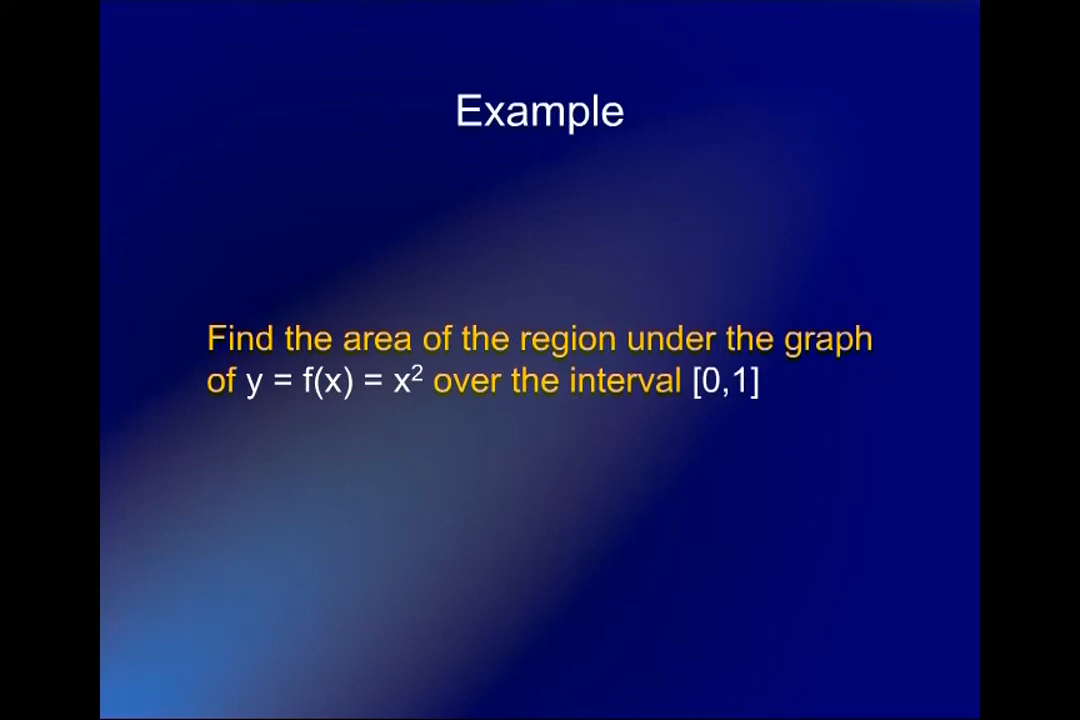 Example
Find the area of the region under the graph
of y = f(x) = x² over the interval [0,1]